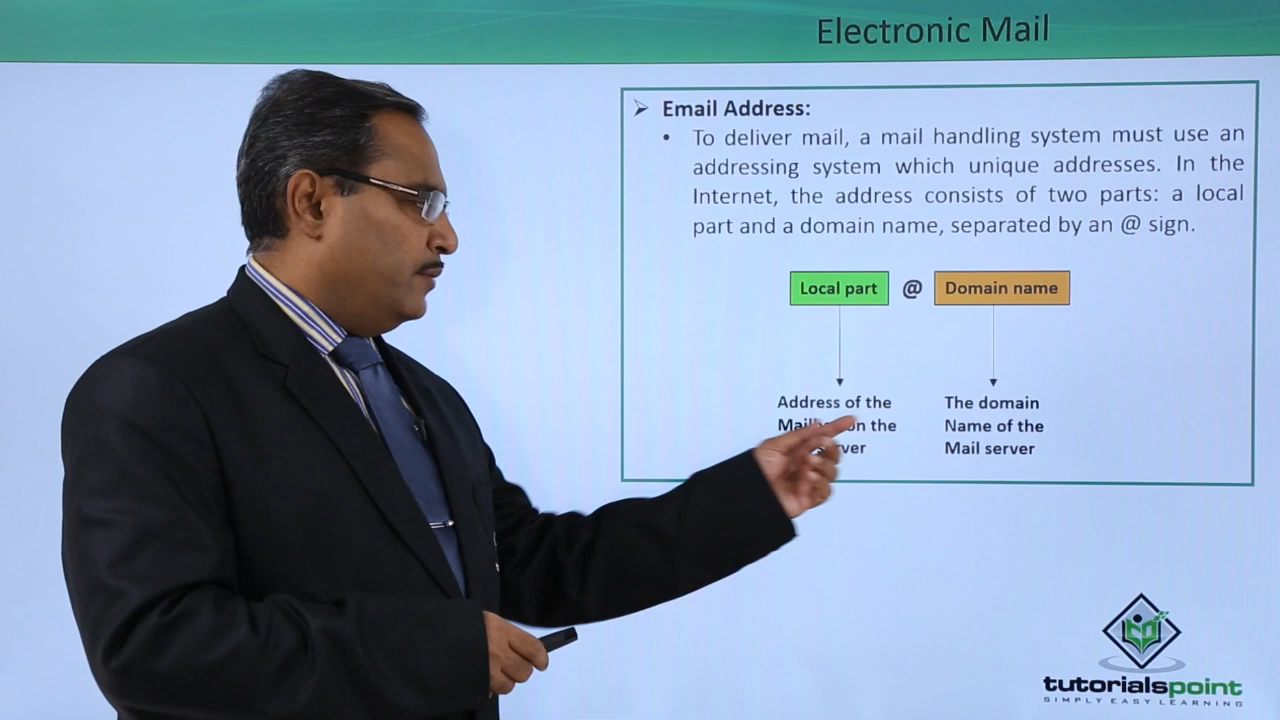 Electronic Mail
➢ Email Address:
• To deliver mail, a mail handling system must use an
addressing system which unique addresses. In the
Internet, the address consists of two parts: a local
part and a domain name, separated by an @ sign.
Local part @ Domain name
Address of the
on the
The domain
Name of the
Mail server
tutorialspoint
SIMPLY EASY LEARNING